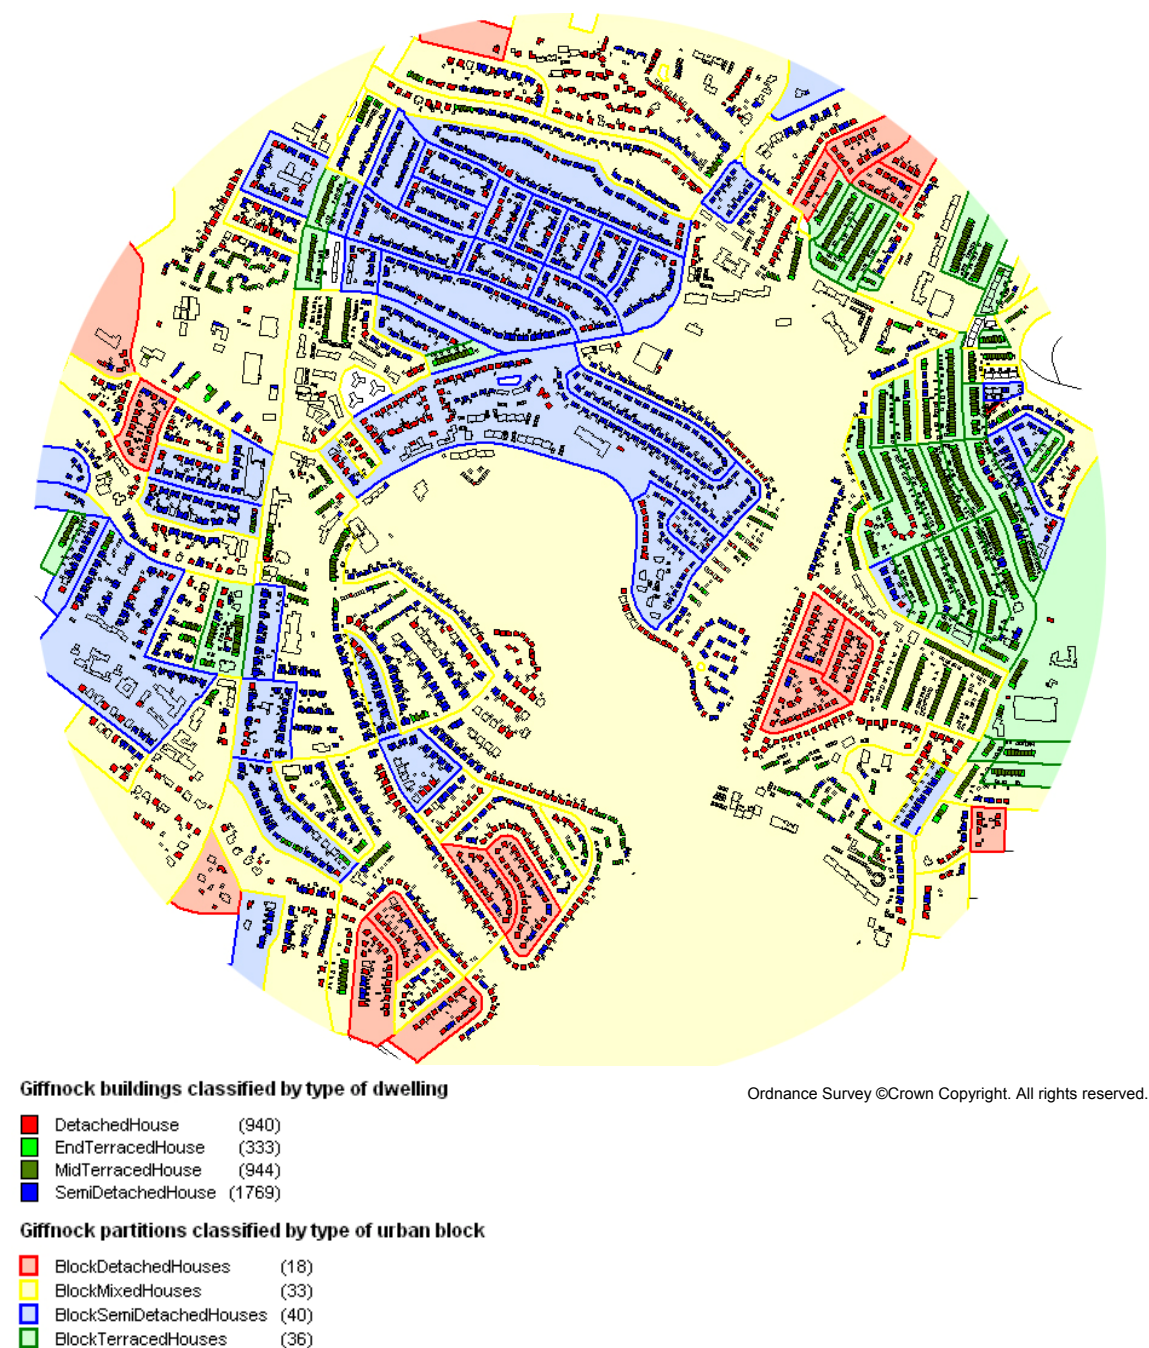 Giffnock buildings classified by type of dwelling
Ordnance Survey ©Crown Copyright. All rights reserved.
DetachedHouse (940)
EndTerracedHouse (333)
MidTerracedHouse (944)
SemiDetachedHouse (1769)
Giffnock partitions classified by type of urban block
BlockDetachedHouses (18)
BlockMixedHouses (33)
BlockSemiDetachedHouses (40)
BlockTerracedHouses (36)